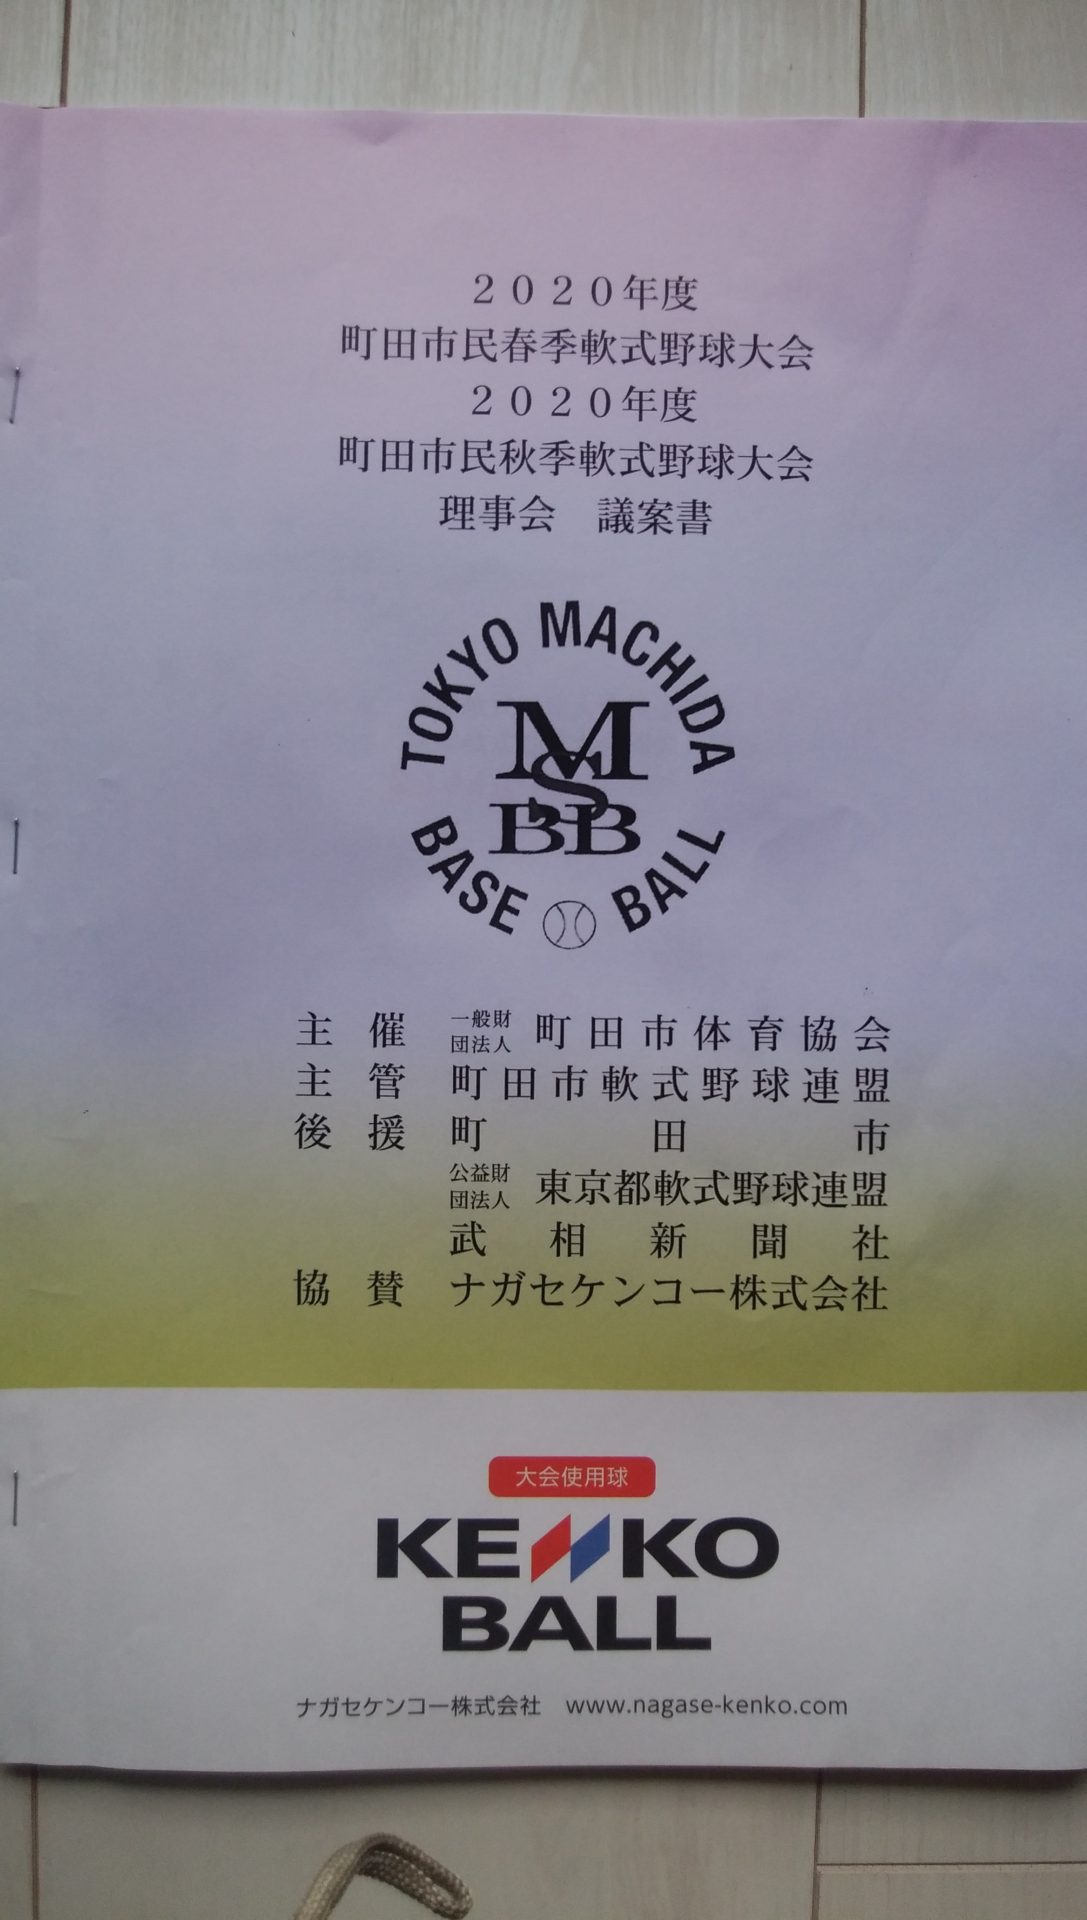 ２０２０年度
町田市民春季軟式野球大会
２０２０年度
町田市民秋季軟式野球大会
理事会　議案書
TOKYO MACHIDA
MSBB
BASE BALL
主催 一般財団法人 町田市体育協会
主管 町田市軟式野球連盟
後援 町田市
公益財団法人 東京都軟式野球連盟
武相新聞社
協賛 ナガセケンコー株式会社
大会使用球
KENKO
BALL
ナガセケンコー株式会社　www.nagase-kenko.com